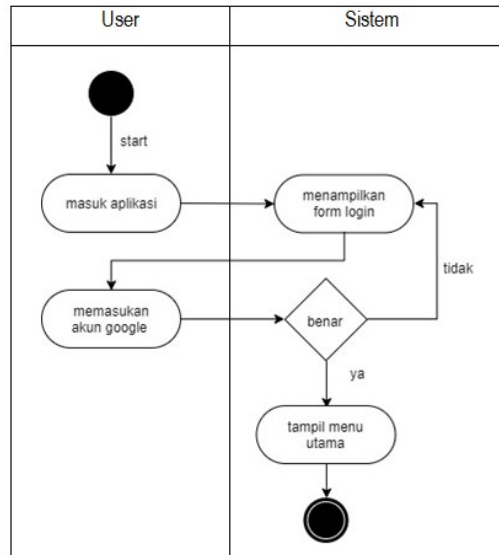 User
Sistem
start
masuk aplikasi
menampilkan
form login
tidak
memasukan
akun google
benar
ya
tampil menu
utama